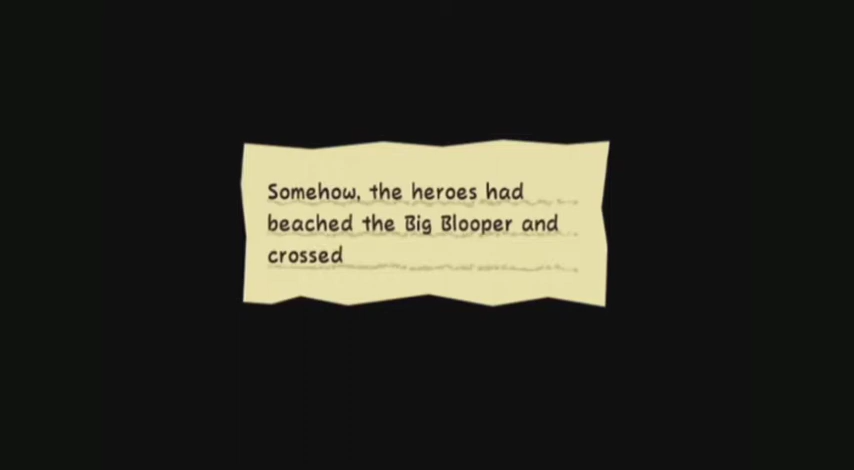 Somehow, the heroes had
beached the Big Blooper and
crossed